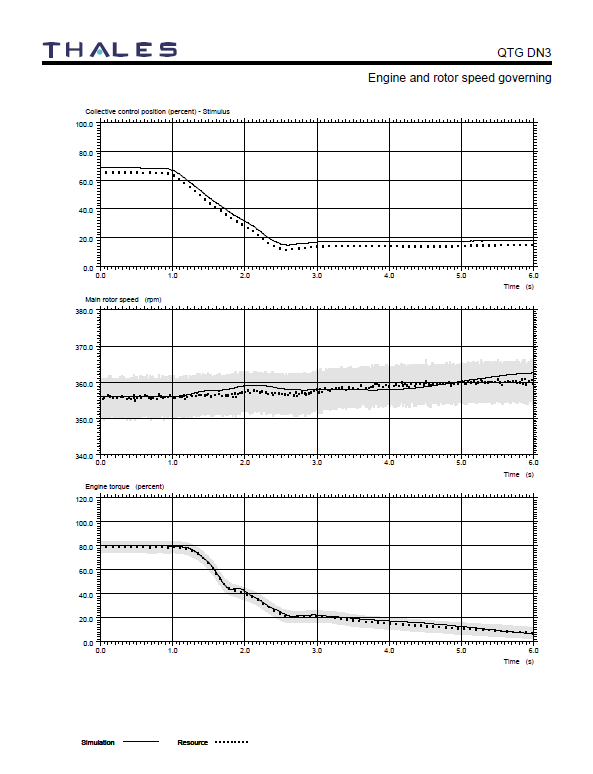 THALES
QTG DN3
Engine and rotor speed governing
Collective control position (percent) - Stimulus
100.0
80.0
60.0
40.0
20.0
0.0
0.0 1.0 2.0 3.0 4.0 5.0 6.0
Time (s)
Main rotor speed (rpm)
380.0
370.0
360.0
350.0
340.0
0.0 1.0 2.0 3.0 4.0 5.0 6.0
Time (s)
Engine torque (percent)
120.0
100.0
80.0
60.0
40.0
20.0
0.0
0.0 1.0 2.0 3.0 4.0 5.0 6.0
Time (s)
Simulation Resource